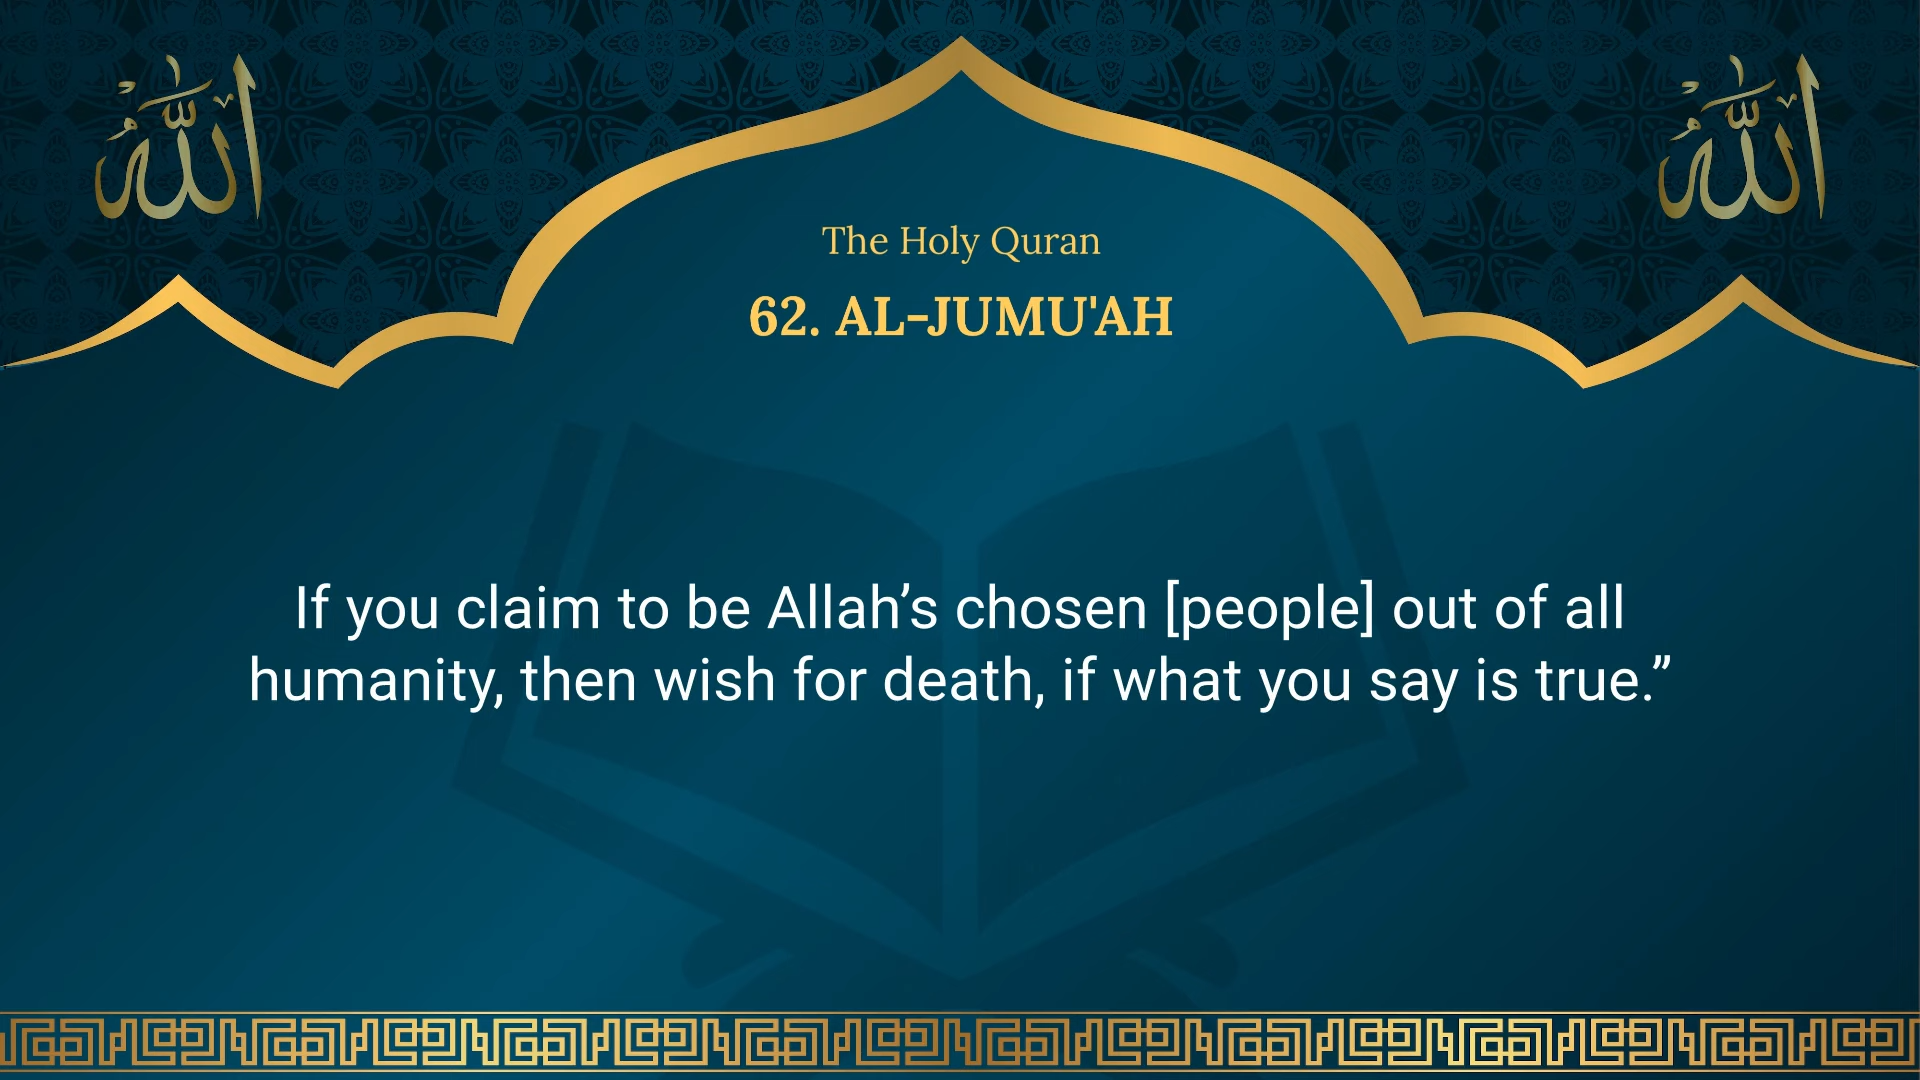 الله
الله
The Holy Quran
62. AL-JUMU'AH
If you claim to be Allah’s chosen [people] out of all
humanity, then wish for death, if what you say is true.”